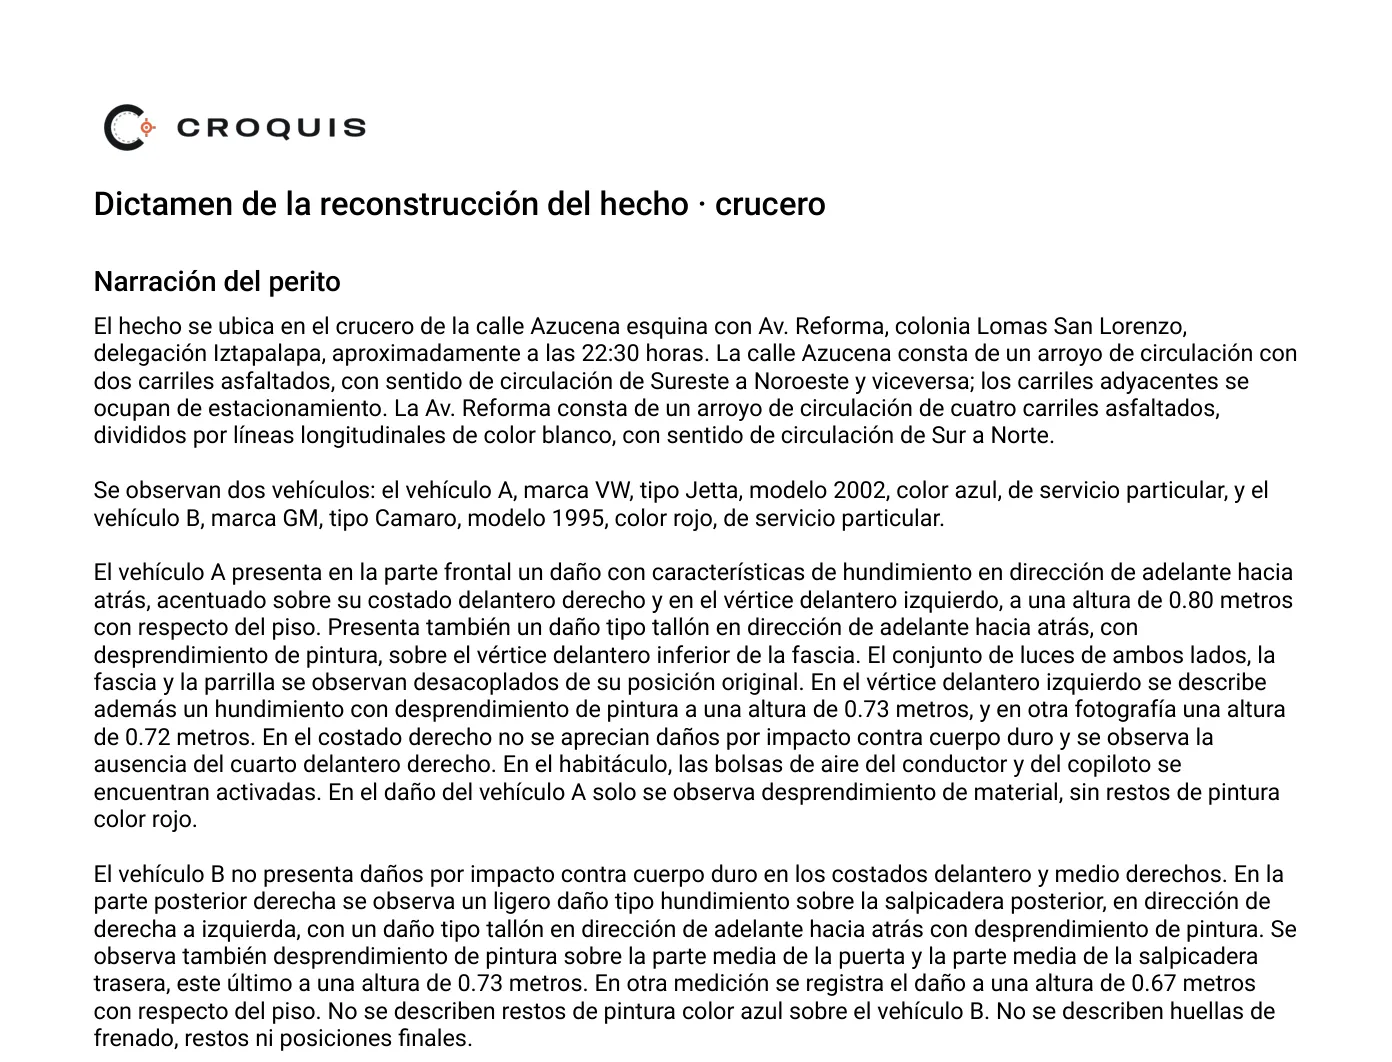 CROQUIS
Dictamen de la reconstrucción del hecho · crucero
Narración del perito
El hecho se ubica en el crucero de la calle Azucena esquina con Av. Reforma, colonia Lomas San Lorenzo,
delegación Iztapalapa, aproximadamente a las 22:30 horas. La calle Azucena consta de un arroyo de circulación con
dos carriles asfaltados, con sentido de circulación de Sureste a Noroeste y viceversa; los carriles adyacentes se
ocupan de estacionamiento. La Av. Reforma consta de un arroyo de circulación de cuatro carriles asfaltados,
divididos por líneas longitudinales de color blanco, con sentido de circulación de Sur a Norte.
Se observan dos vehículos: el vehículo A, marca VW, tipo Jetta, modelo 2002, color azul, de servicio particular, y el
vehículo B, marca GM, tipo Camaro, modelo 1995, color rojo, de servicio particular.
El vehículo A presenta en la parte frontal un daño con características de hundimiento en dirección de adelante hacia
atrás, acentuado sobre su costado delantero derecho y en el vértice delantero izquierdo, a una altura de 0.80 metros
con respecto del piso. Presenta también un daño tipo tallón en dirección de adelante hacia atrás, con
desprendimiento de pintura, sobre el vértice delantero inferior de la fascia. El conjunto de luces de ambos lados, la
fascia y la parrilla se observan desacoplados de su posición original. En el vértice delantero izquierdo se describe
además un hundimiento con desprendimiento de pintura a una altura de 0.73 metros, y en otra fotografía una altura
de 0.72 metros. En el costado derecho no se aprecian daños por impacto contra cuerpo duro y se observa la
ausencia del cuarto delantero derecho. En el habitáculo, las bolsas de aire del conductor y del copiloto se
encuentran activadas. En el daño del vehículo A solo se observa desprendimiento de material, sin restos de pintura
color rojo.
El vehículo B no presenta daños por impacto contra cuerpo duro en los costados delantero y medio derechos. En la
parte posterior derecha se observa un ligero daño tipo hundimiento sobre la salpicadera posterior, en dirección de
derecha a izquierda, con un daño tipo tallón en dirección de adelante hacia atrás con desprendimiento de pintura. Se
observa también desprendimiento de pintura sobre la parte media de la puerta y la parte media de la salpicadera
trasera, este último a una altura de 0.73 metros. En otra medición se registra el daño a una altura de 0.67 metros
con respecto del piso. No se describen restos de pintura color azul sobre el vehículo B. No se describen huellas de
frenado, restos ni posiciones finales.